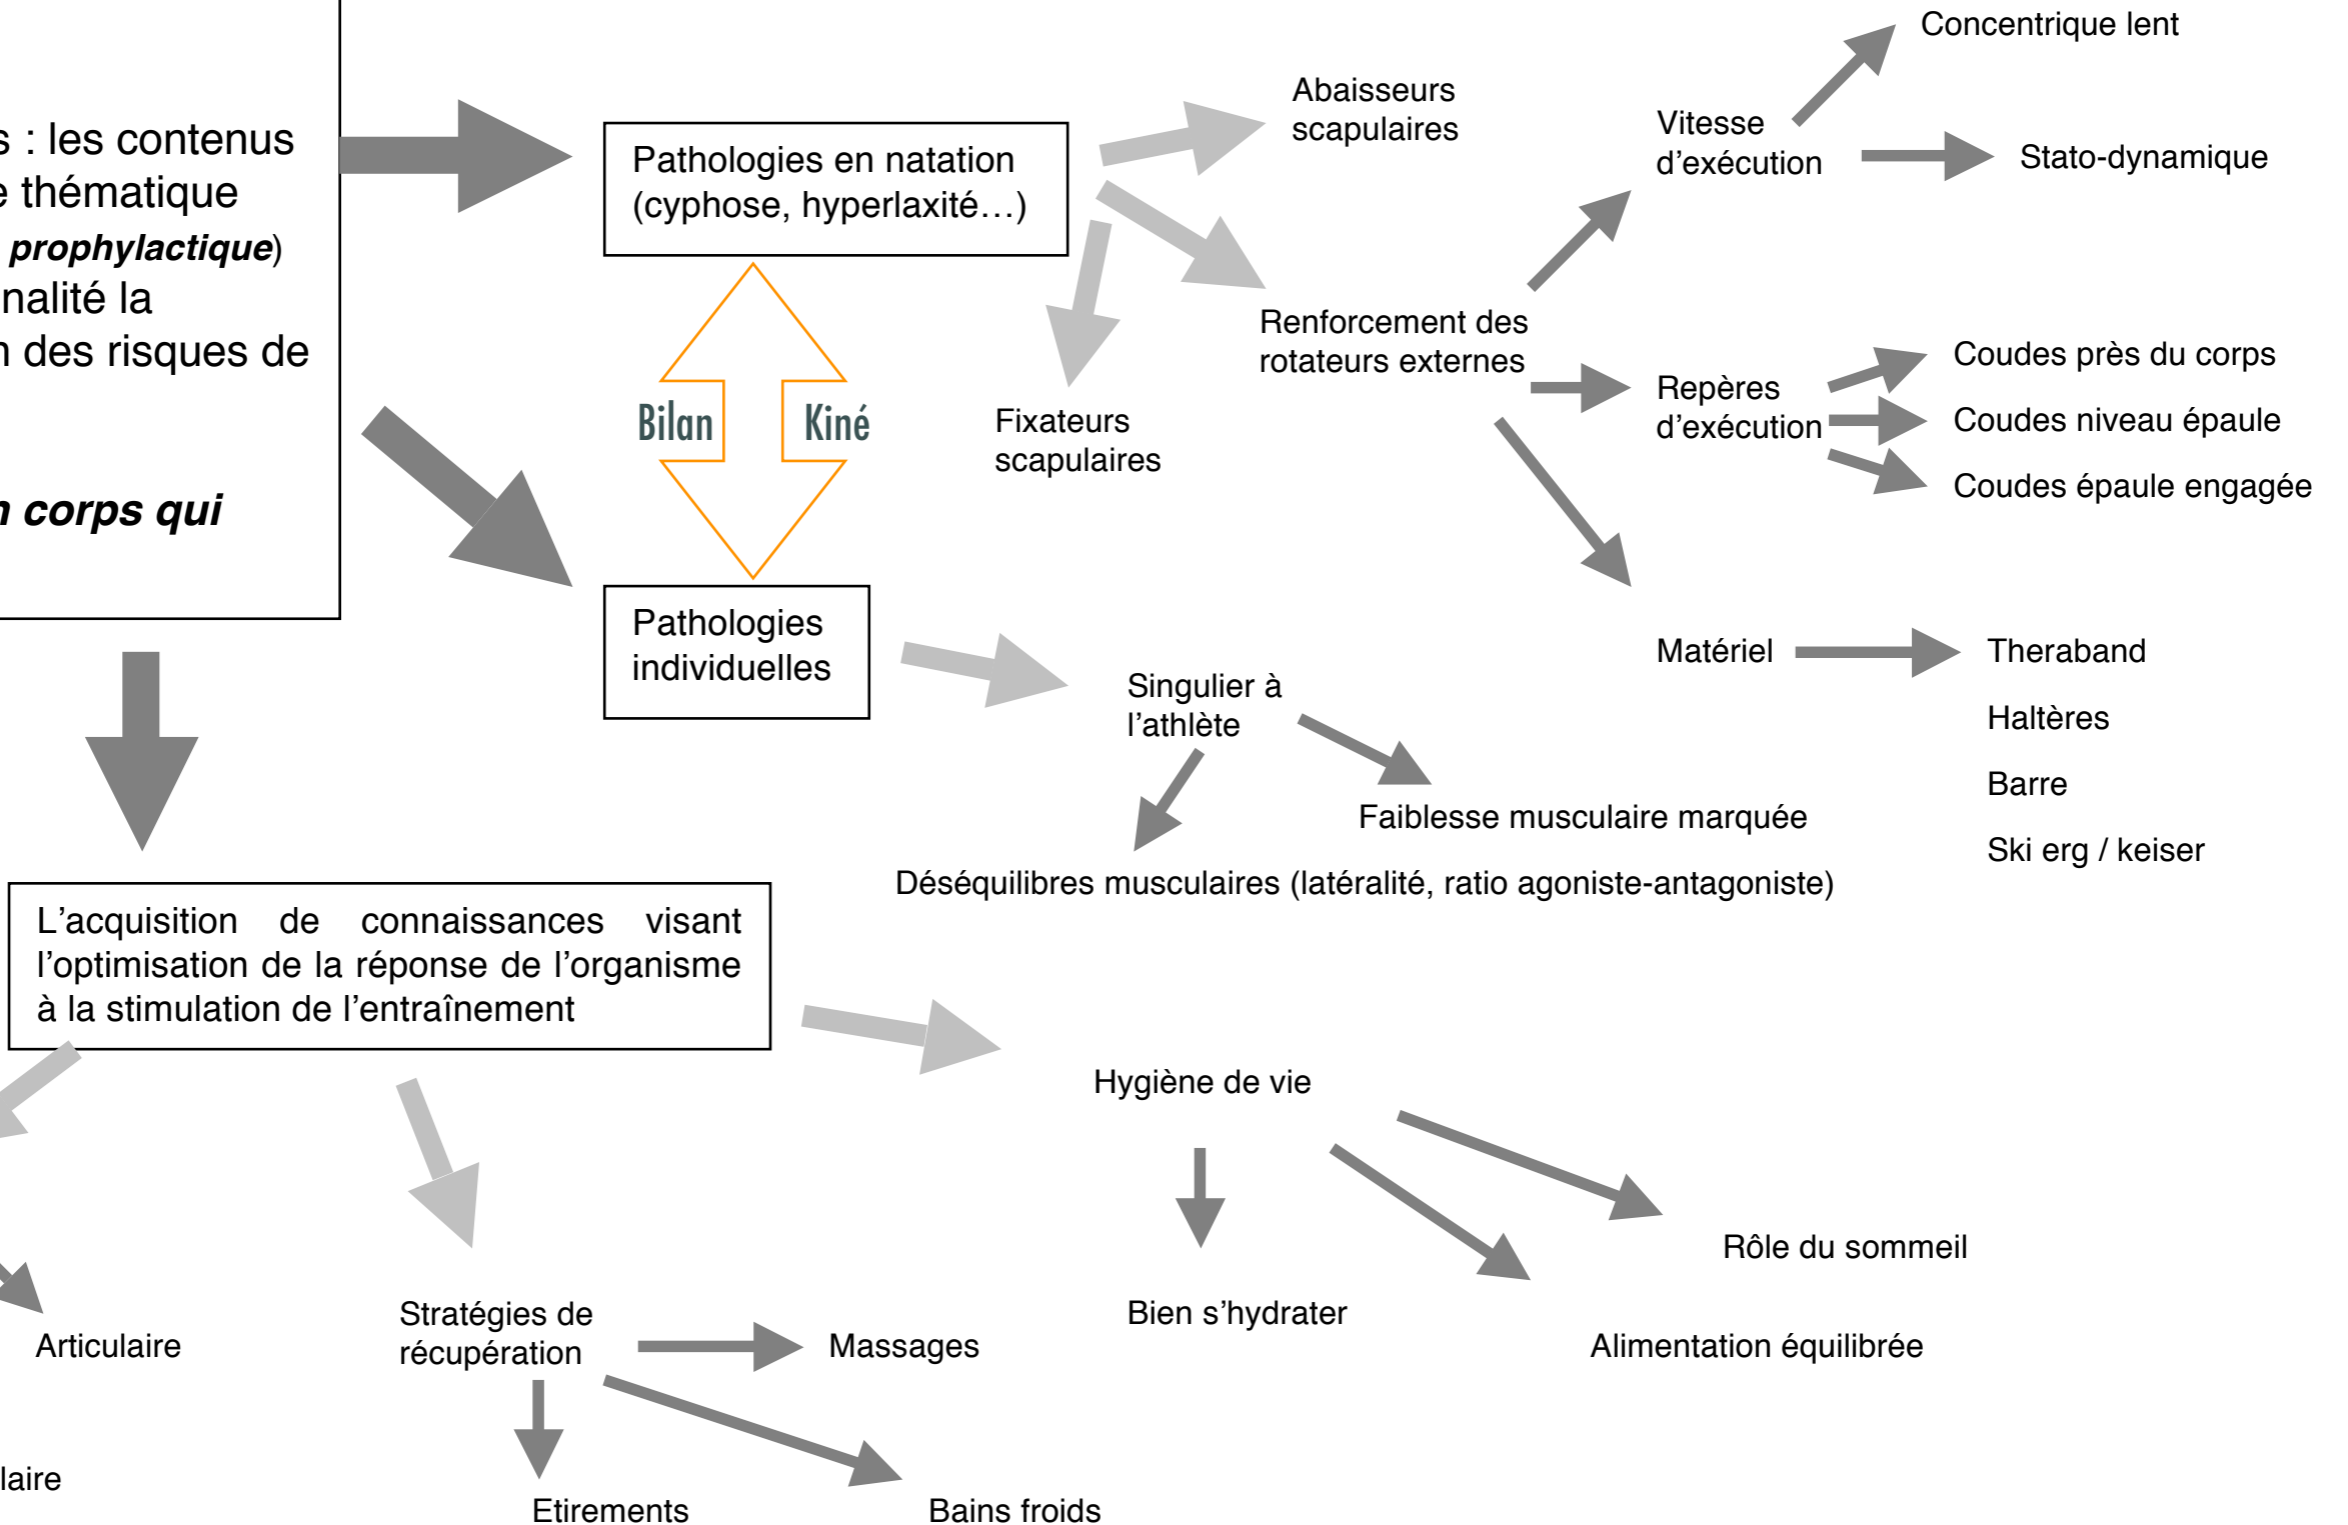 s : les contenus
e thématique
prophylactique)
nalité la
n des risques de
n corps qui
Pathologies en natation
(cyphose, hyperlaxité…)
Bilan Kiné
Pathologies
individuelles
Abaisseurs
scapulaires
Fixateurs
scapulaires
Renforcement des
rotateurs externes
Vitesse
d’exécution
Concentrique lent
Stato-dynamique
Repères
d’exécution
Coudes près du corps
Coudes niveau épaule
Coudes épaule engagée
Matériel
Theraband
Haltères
Barre
Ski erg / keiser
Singulier à
l’athlète
Faiblesse musculaire marquée
Déséquilibres musculaires (latéralité, ratio agoniste-antagoniste)
L’acquisition de connaissances visant
l’optimisation de la réponse de l’organisme
à la stimulation de l’entraînement
Hygiène de vie
Rôle du sommeil
Bien s’hydrater
Alimentation équilibrée
Stratégies de
récupération
Massages
Etirements
Bains froids
Articulaire
laire